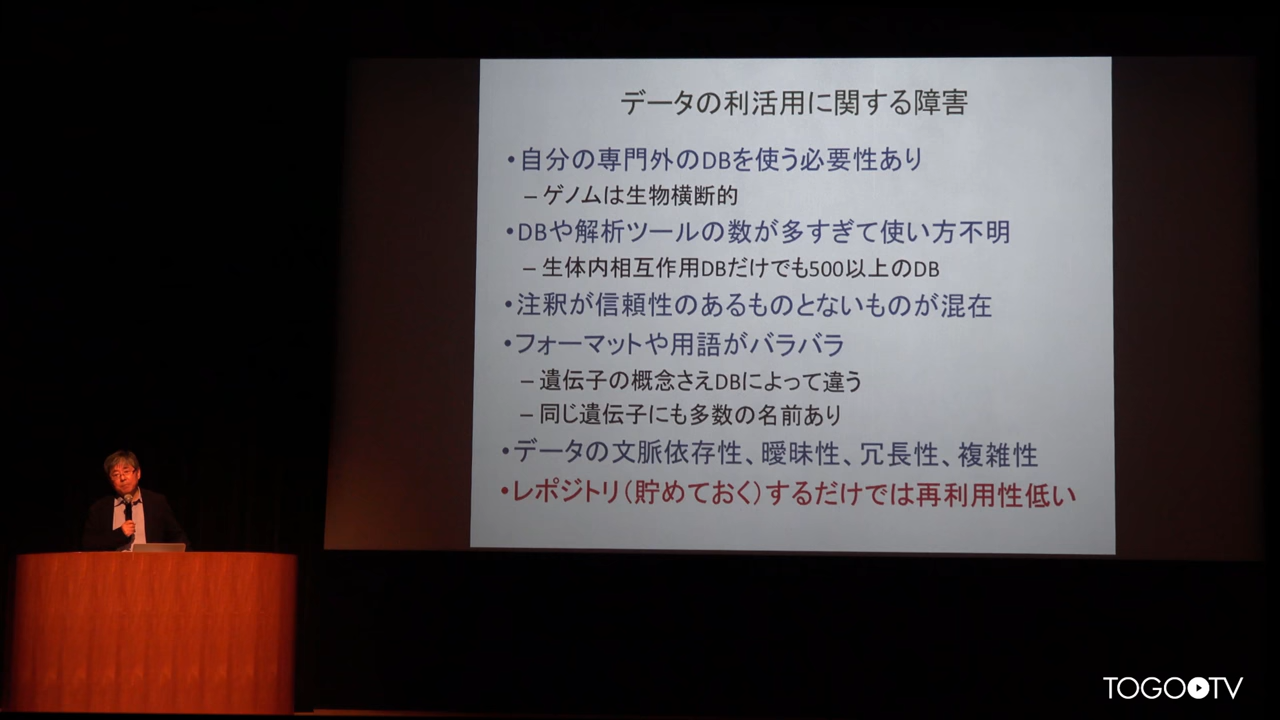 データの利活用に関する障害
•自分の専門外のDBを使う必要性あり
– ゲノムは生物横断的
•DBや解析ツールの数が多すぎて使い方不明
– 生体内相互作用DBだけでも500以上のDB
•注釈が信頼性のあるものとないものが混在
•フォーマットや用語がバラバラ
– 遺伝子の概念さえDBによって違う
– 同じ遺伝子にも多数の名前あり
•データの文脈依存性、曖昧性、冗長性、複雑性
•レポジトリ(貯めておく)するだけでは再利用性低い
TOGO TV